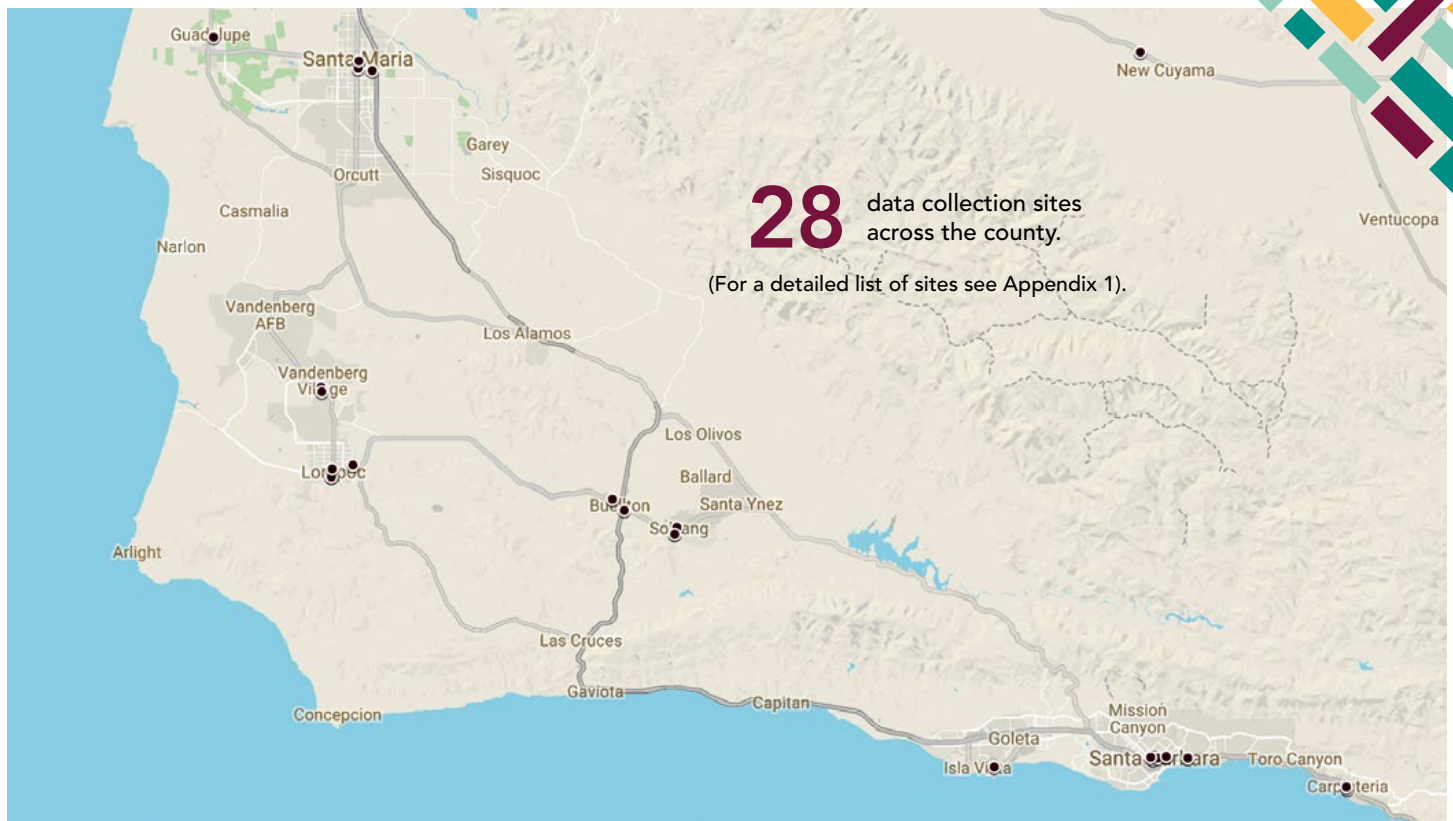 Guadalupe
Santa Maria
New Cuyama
Garey
Orcutt
Sisquoc
28 data collection sites
across the county.
Casmalia
Ventucopa
Narlon
(For a detailed list of sites see Appendix 1).
Vandenberg
AFB
Los Alamos
Vandenberg
Village
Los Olivos
Lompoc
Ballard
Buellton
Santa Ynez
Solvang
Arlight
Las Cruces
Gaviota
Capitan
Concepcion
Mission
Canyon
Goleta
Isla Vista
Santa Barbara
Toro Canyon
Carpinteria